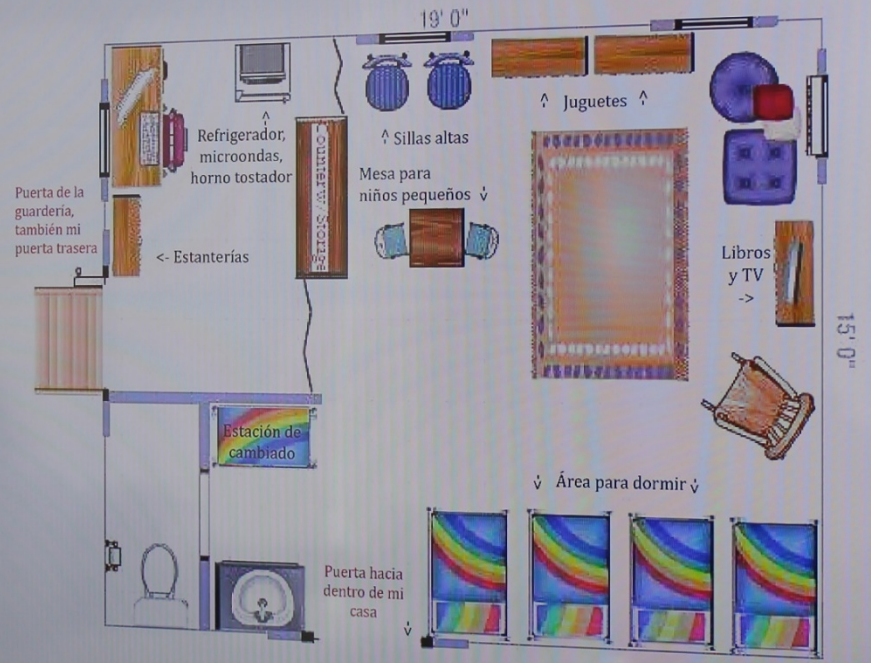 19' 0"
Refrigerador,
microondas,
horno tostador
Counter w/ Storage
Sillas altas
Juguetes
Mesa para
niños pequeños
Puerta de la
guardería,
también mi
puerta trasera
<- Estanterías
Libros
y TV
->
15' 0"
Estación de
cambiado
Área para dormir
Puerta hacia
dentro de mi
casa